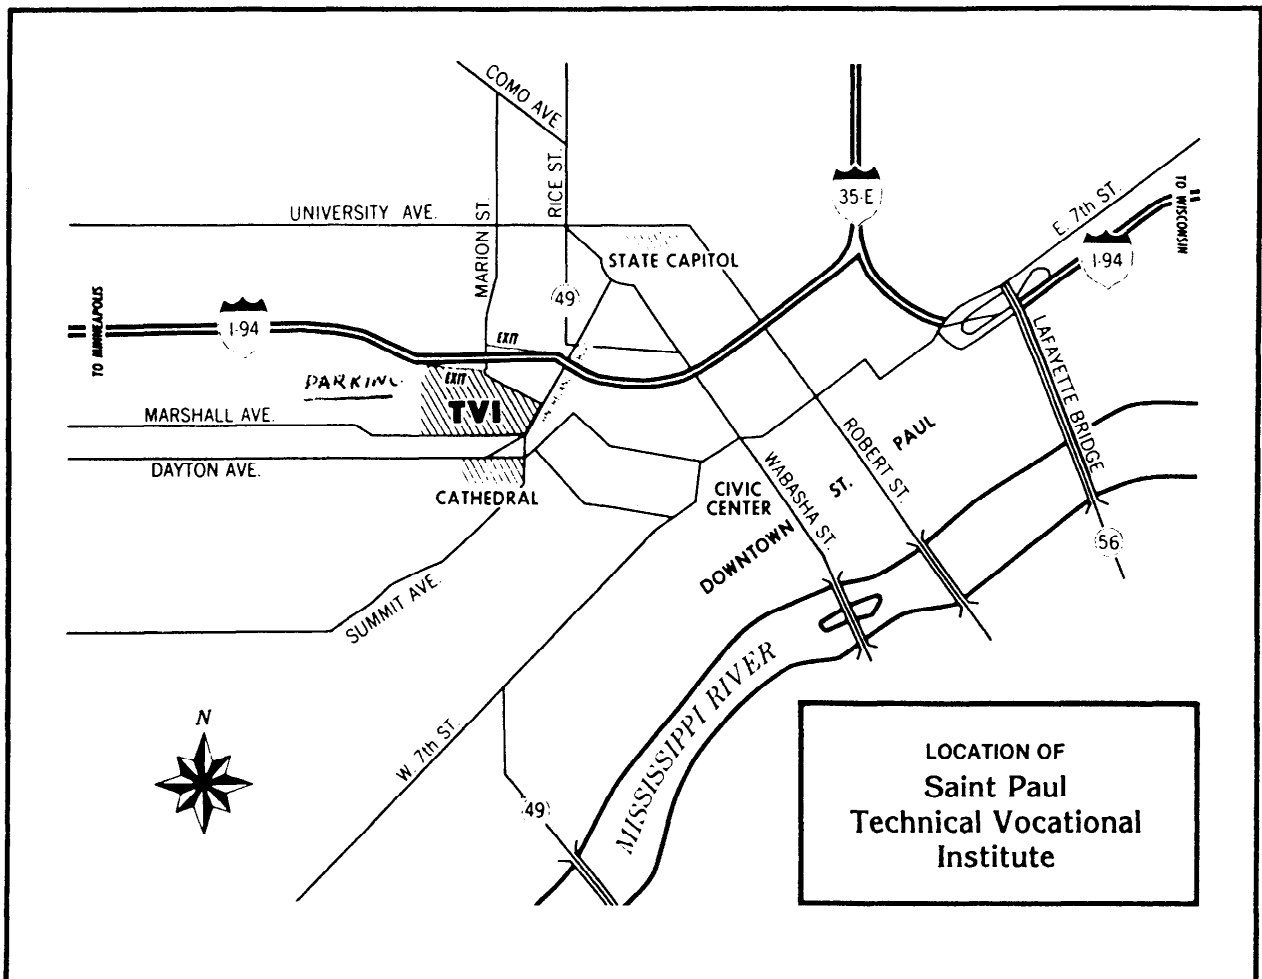 COMO AVE.
RICE ST.
MARION ST.
UNIVERSITY AVE.
35-E
E. 7th ST.
TO WISCONSIN
I-94
STATE CAPITOL
49
TO MINNEAPOLIS
I-94
EXIT
EXIT
PARKING
TVI
MARSHALL AVE.
DAYTON AVE.
CATHEDRAL
LAFAYETTE BRIDGE
ROBERT ST.
WABASHA ST.
CIVIC
CENTER
DOWNTOWN ST. PAUL
56
SUMMIT AVE.
MISSISSIPPI RIVER
W. 7th ST.
49
N
LOCATION OF
Saint Paul
Technical Vocational
Institute